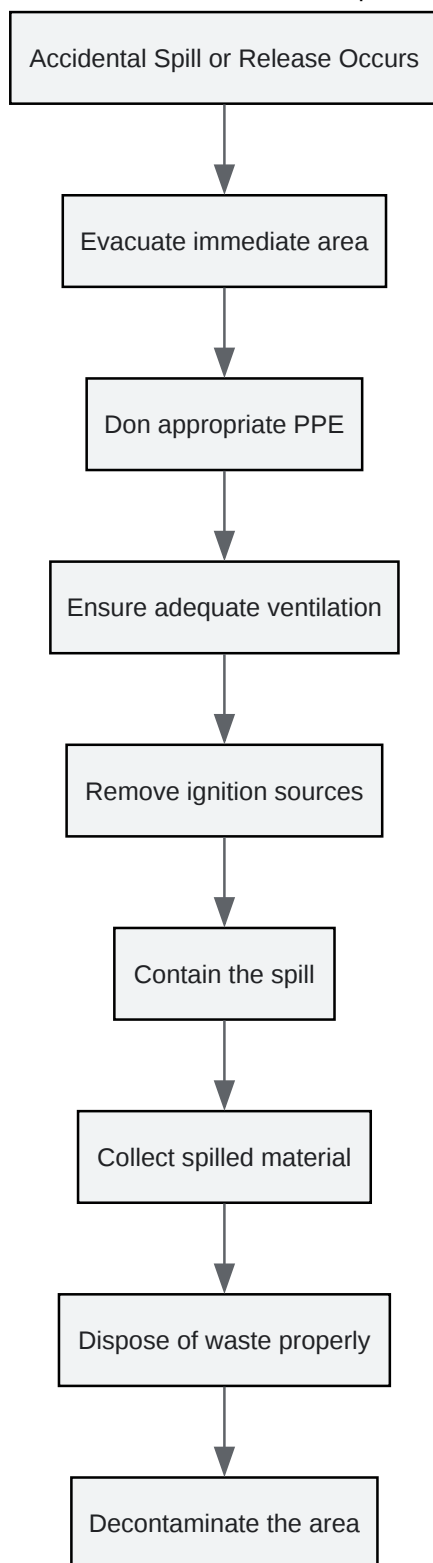 Accidental Spill or Release Occurs
Evacuate immediate area
Don appropriate PPE
Ensure adequate ventilation
Remove ignition sources
Contain the spill
Collect spilled material
Dispose of waste properly
Decontaminate the area